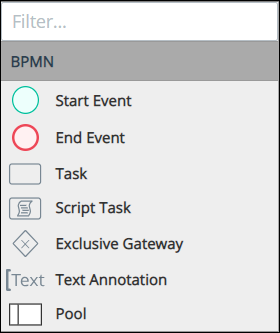 Filter...
BPMN
Start Event
End Event
Task
Script Task
Exclusive Gateway
[Text Text Annotation
Pool